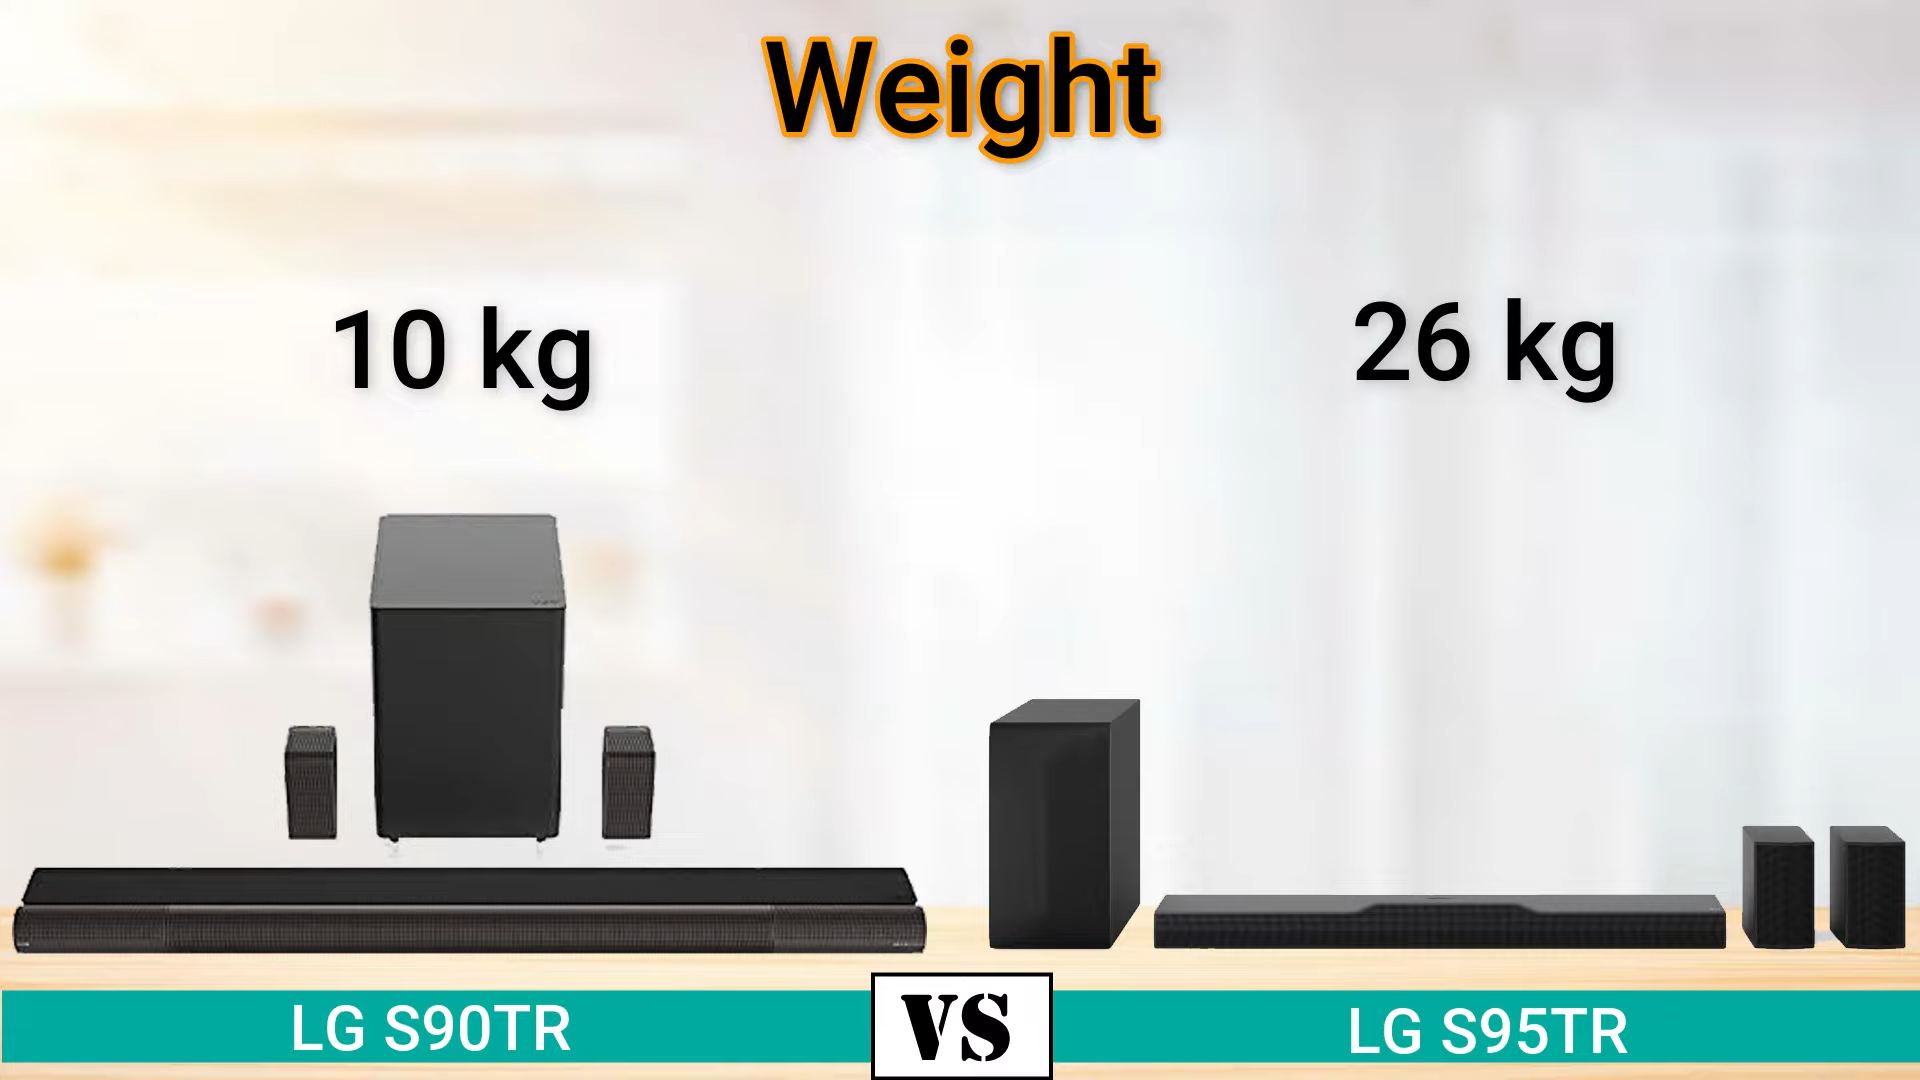 Weight
10 kg
26 kg
LG S90TR
VS
LG S95TR